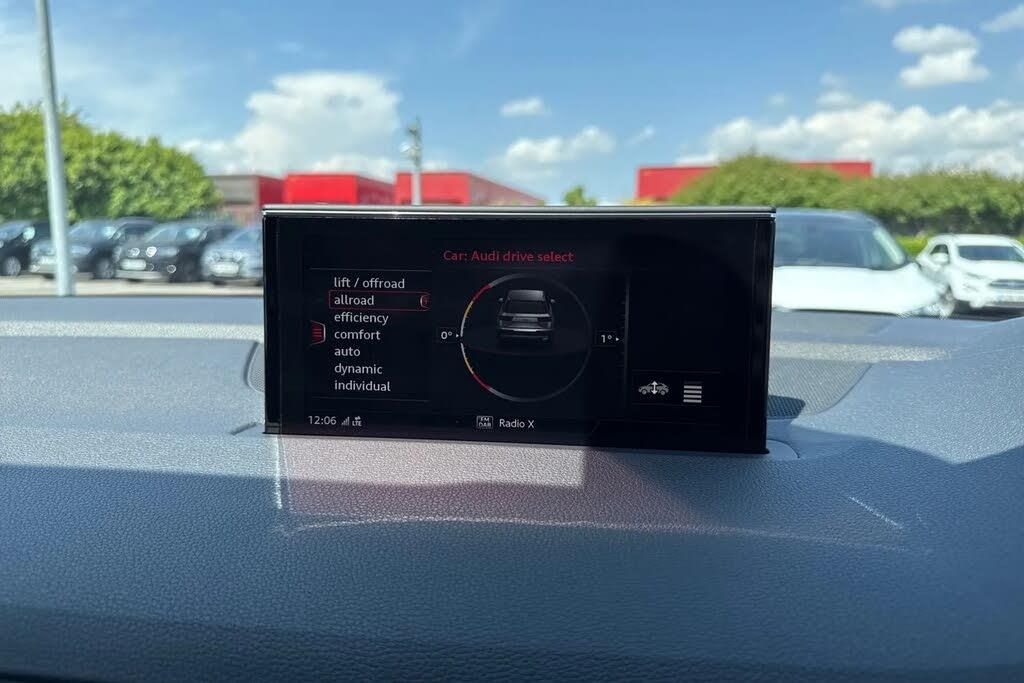 Car: Audi drive select
lift / offroad
allroad
efficiency
comfort
auto
dynamic
individual
0°
1°
12:06
LTE
FM
DAB
Radio X